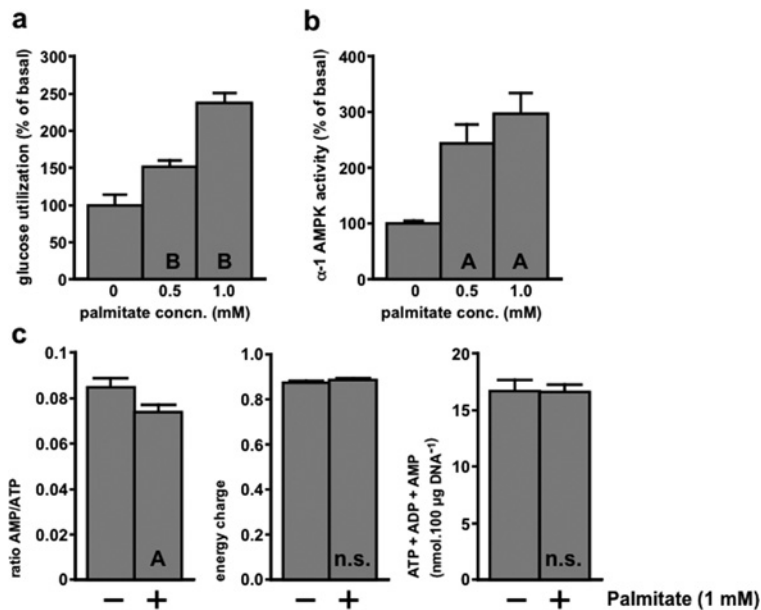 a
glucose utilization (% of basal)
300
250
200
150
100
50
0
B
B
0
0.5
1.0
palmitate concn. (mM)
b
α-1 AMPK activity (% of basal)
400
300
200
100
0
A
A
0
0.5
1.0
palmitate conc. (mM)
c
ratio AMP/ATP
0.1
0.08
0.06
0.04
0.02
0
A
− +
energy charge
1.0
0.8
0.6
0.4
0.2
0.0
n.s.
− +
ATP + ADP + AMP
(nmol.100 µg DNA⁻¹)
20
15
10
5
0
n.s.
− +
Palmitate (1 mM)